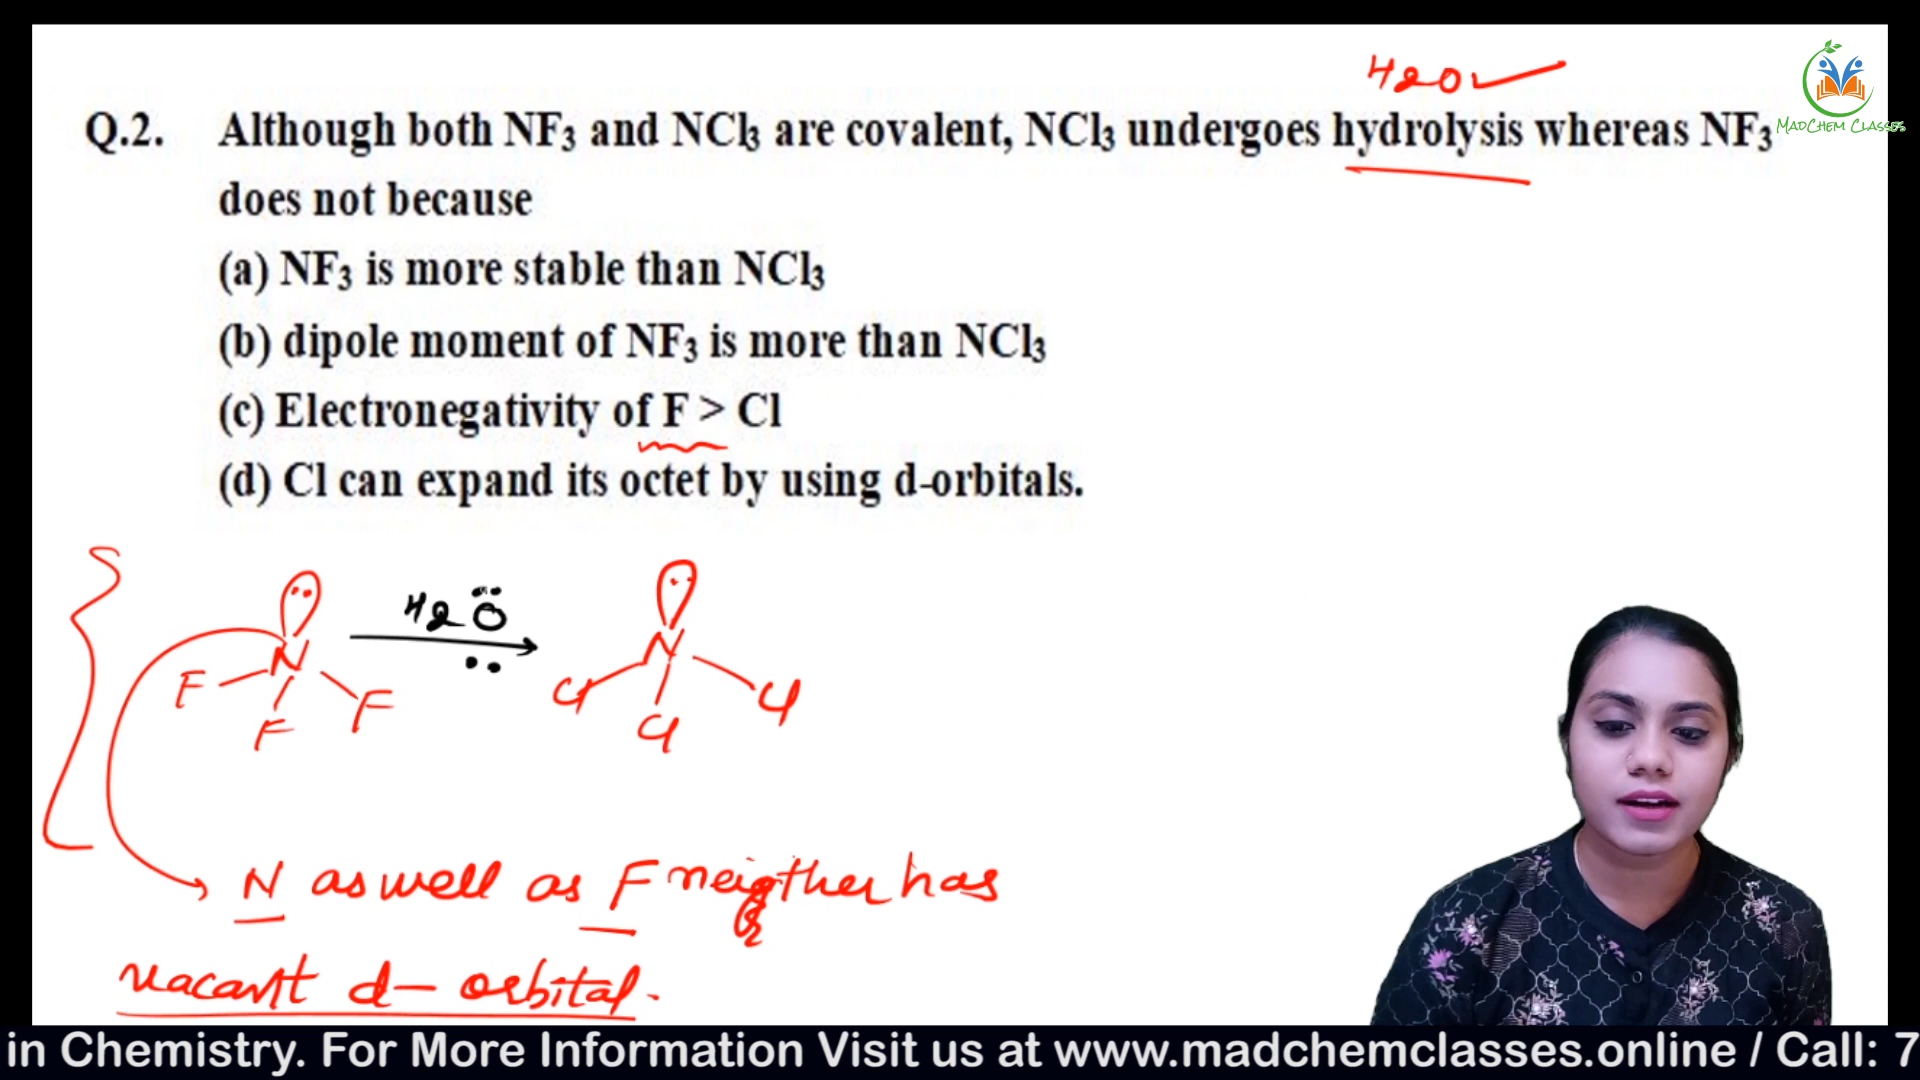 H2O
MADCHEM CLASSES
Q.2. Although both NF3 and NCl3 are covalent, NCl3 undergoes hydrolysis whereas NF3
does not because
(a) NF3 is more stable than NCl3
(b) dipole moment of NF3 is more than NCl3
(c) Electronegativity of F > Cl
(d) Cl can expand its octet by using d-orbitals.
H2O
N N
F F F
Cl Cl Cl
N as well as F neigther has
vacant d- orbital.
in Chemistry. For More Information Visit us at www.madchemclasses.online / Call: 7